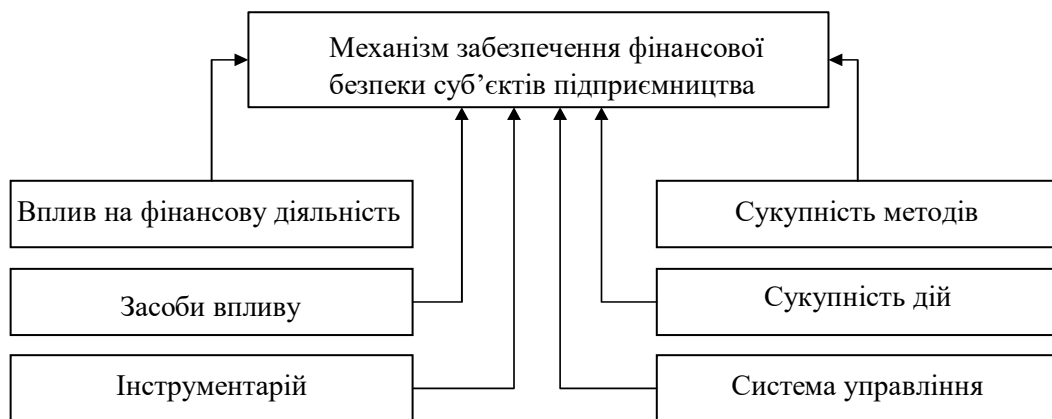 Механізм забезпечення фінансової
безпеки суб’єктів підприємництва
Вплив на фінансову діяльність
Сукупність методів
Засоби впливу
Сукупність дій
Інструментарій
Система управління